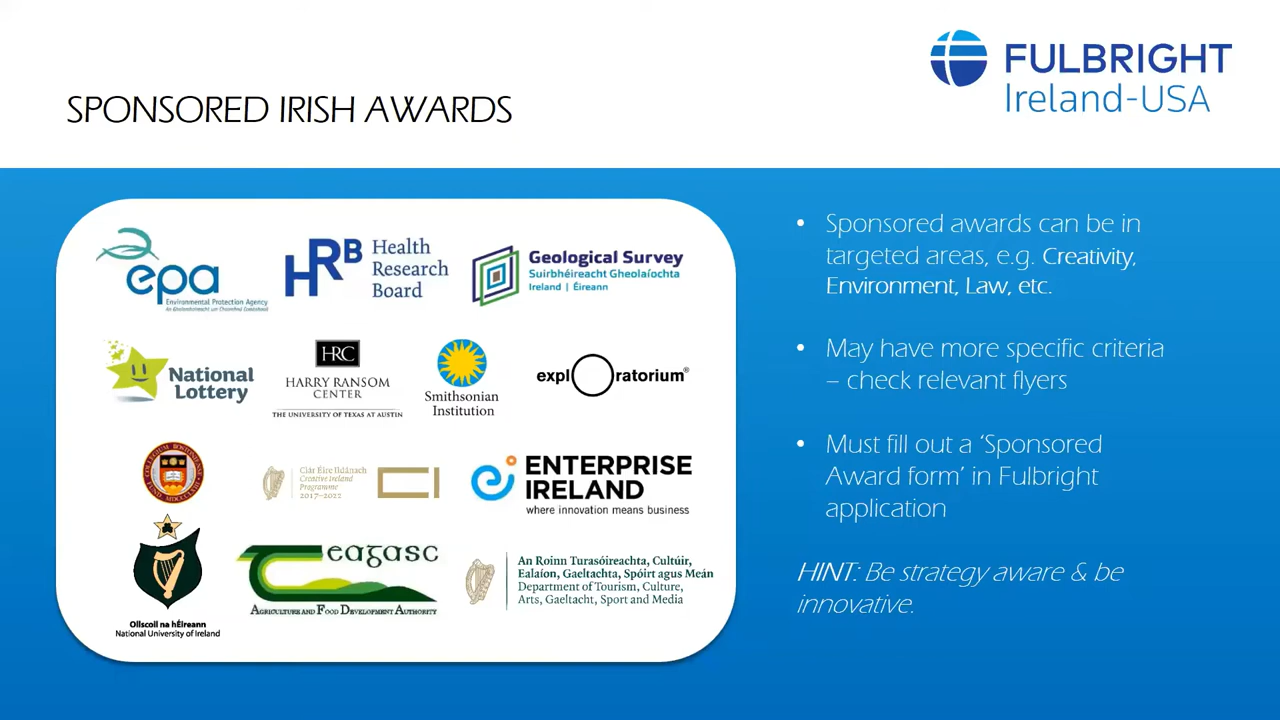 FULBRIGHT
Ireland-USA
SPONSORED IRISH AWARDS
epa
Environmental Protection Agency
HRB
Health
Research
Board
Geological Survey
Suirbhéireacht Gheolaíochta
Ireland | Éireann
National
Lottery
HRC
HARRY RANSOM
CENTER
THE UNIVERSITY OF TEXAS AT AUSTIN
Smithsonian
Institution
exploratorium®
Clár Éire Ildánach
Creative Ireland
Programme
2017–2022
ENTERPRISE
IRELAND
where innovation means business
Ollscoil na hÉireann
National University of Ireland
Teagasc
AGRICULTURE AND FOOD DEVELOPMENT AUTHORITY
An Roinn Turasóireachta, Cultúir,
Ealaíon, Gaeltachta, Spóirt agus Meán
Department of Tourism, Culture,
Arts, Gaeltacht, Sport and Media
• Sponsored awards can be in
targeted areas, e.g. Creativity,
Environment, Law, etc.
• May have more specific criteria
– check relevant flyers
• Must fill out a ‘Sponsored
Award form’ in Fulbright
application
HINT: Be strategy aware & be
innovative.